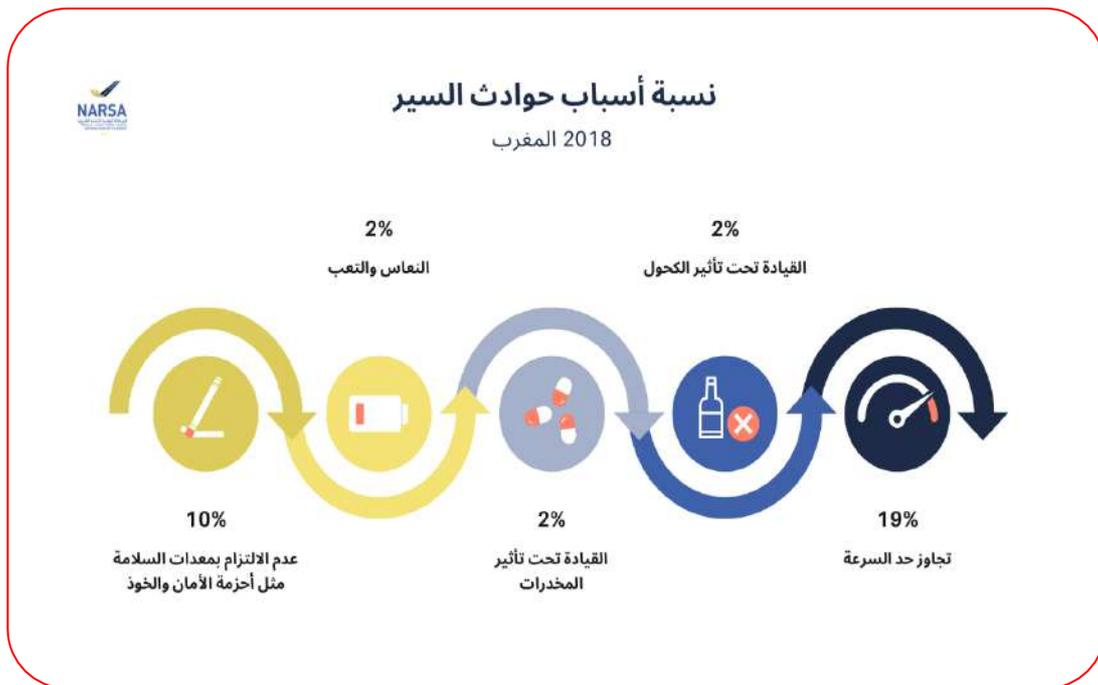 NARSA
نسبة أسباب حوادث السير
2018 المغرب
2%
القيادة تحت تأثير الكحول
2%
النعاس والتعب
19%
تجاوز حد السرعة
2%
القيادة تحت تأثير
المخدرات
10%
عدم الالتزام بمعدات السلامة
مثل أحزمة الأمان والخوذ